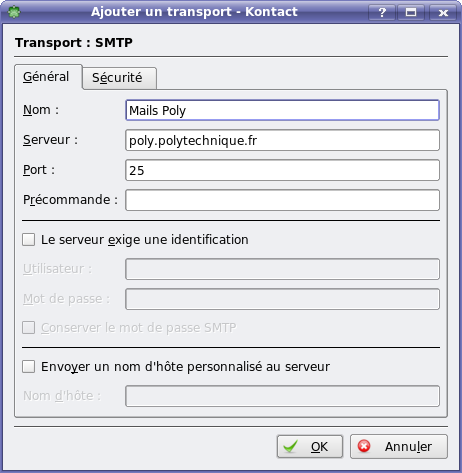 Ajouter un transport - Kontact
Transport : SMTP
Général Sécurité
Nom : Mails Poly
Serveur : poly.polytechnique.fr
Port : 25
Précommande :
Le serveur exige une identification
Utilisateur :
Mot de passe :
Conserver le mot de passe SMTP
Envoyer un nom d'hôte personnalisé au serveur
Nom d'hôte :
OK Annuler